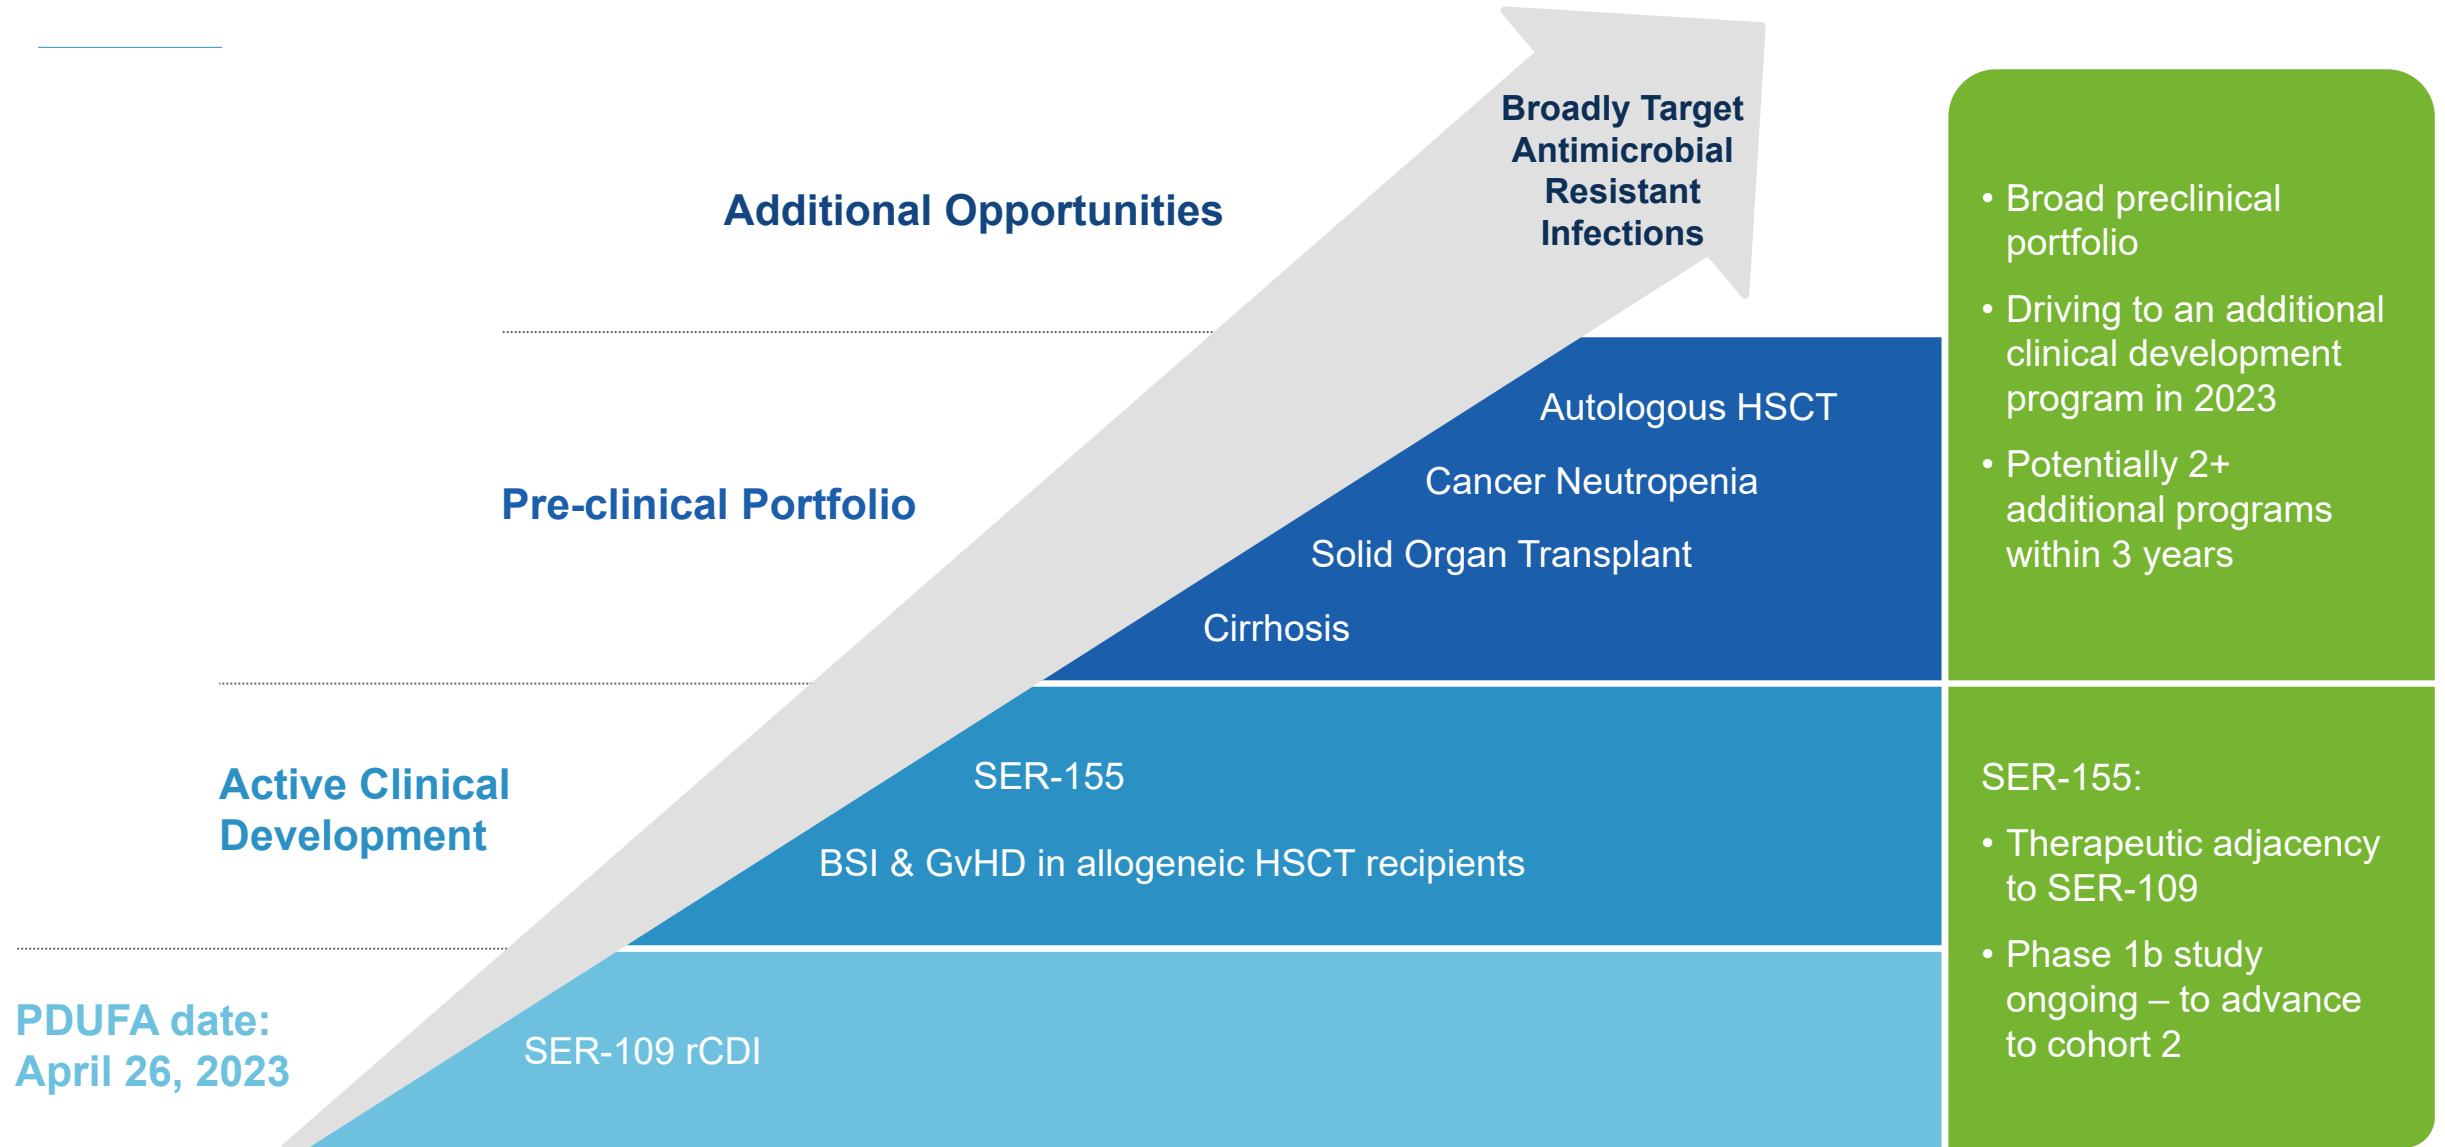 Broadly Target
Antimicrobial
Resistant
Infections
Additional Opportunities
Pre-clinical Portfolio
Autologous HSCT
Cancer Neutropenia
Solid Organ Transplant
Cirrhosis
• Broad preclinical
portfolio
• Driving to an additional
clinical development
program in 2023
• Potentially 2+
additional programs
within 3 years
Active Clinical
Development
SER-155
BSI & GvHD in allogeneic HSCT recipients
SER-155:
• Therapeutic adjacency
to SER-109
• Phase 1b study
ongoing – to advance
to cohort 2
PDUFA date:
April 26, 2023
SER-109 rCDI